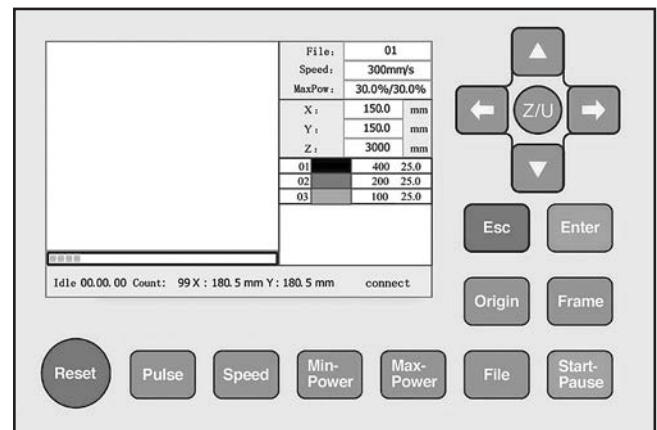 File: 01
Speed: 300mm/s
MaxPow: 30.0%/30.0%
X: 150.0 mm
Y: 150.0 mm
Z: 3000 mm
01 400 25.0
02 200 25.0
03 100 25.0
Idle 00.00.00 Count: 99 X : 180.5 mm Y : 180.5 mm connect
Z/U
Esc Enter
Origin Frame
Reset Pulse Speed Min-Power Max-Power File Start-Pause